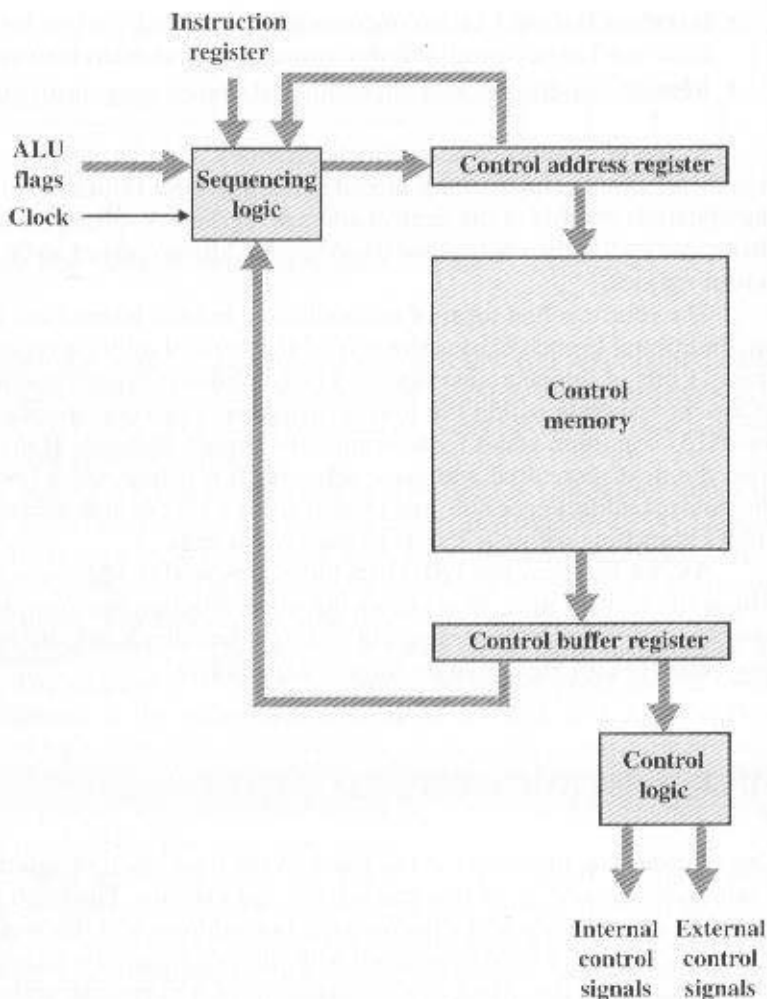 Instruction
register
ALU
flags
Clock
Sequencing
logic
Control address register
Control
memory
Control buffer register
Control
logic
Internal
control
signals
External
control
signals